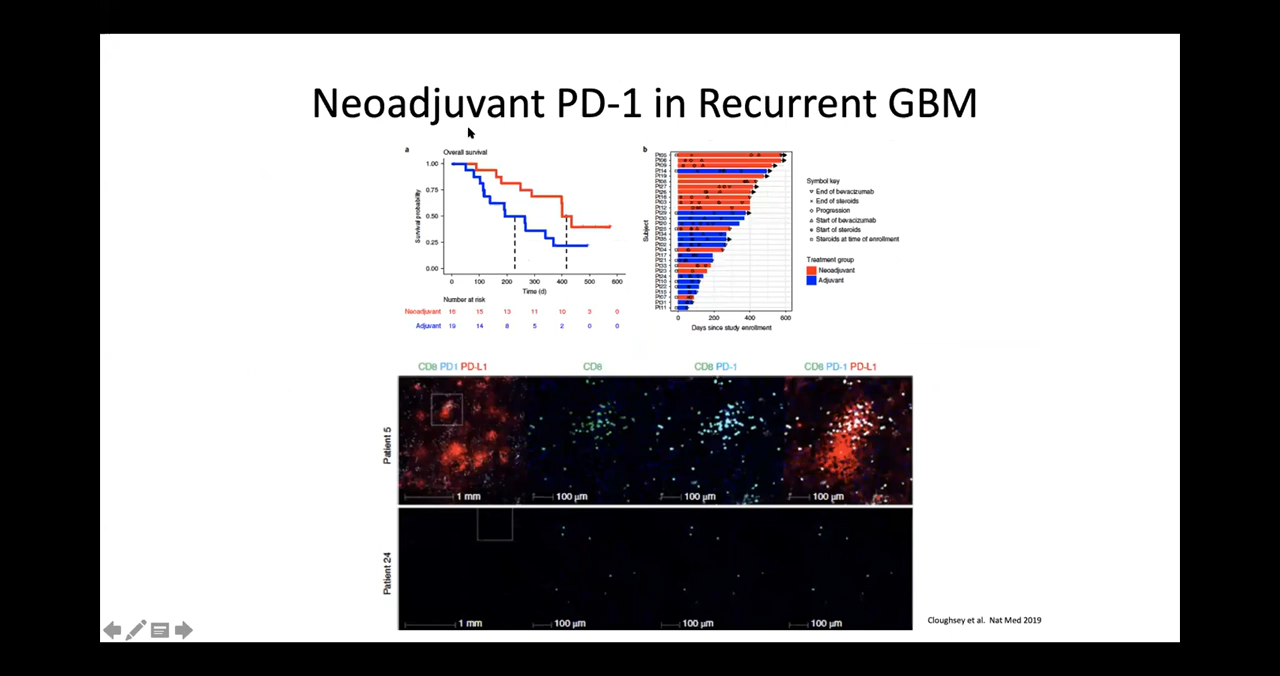 Neoadjuvant PD-1 in Recurrent GBM
a
Overall survival
1.00
0.75
0.50
0.25
0.00
Survival probability
0 100 200 300 400 500 600
Time (d)
Number at risk
Neoadjuvant 16 15 13 11 10 3 0
Adjuvant 19 14 8 5 2 0 0
b
Subject
0 200 400 600
Days since study enrollment
Symbol key
End of bevacizumab
End of steroids
Progression
Start of bevacizumab
Start of steroids
Steroids at time of enrollment
Treatment group
Neoadjuvant
Adjuvant
CD8 PD1 PD-L1
CD8
CD8 PD-1
CD8 PD-1 PD-L1
Patient 5
1 mm
100 µm
100 µm
100 µm
Patient 24
1 mm
100 µm
100 µm
100 µm
Cloughsey et al. Nat Med 2019